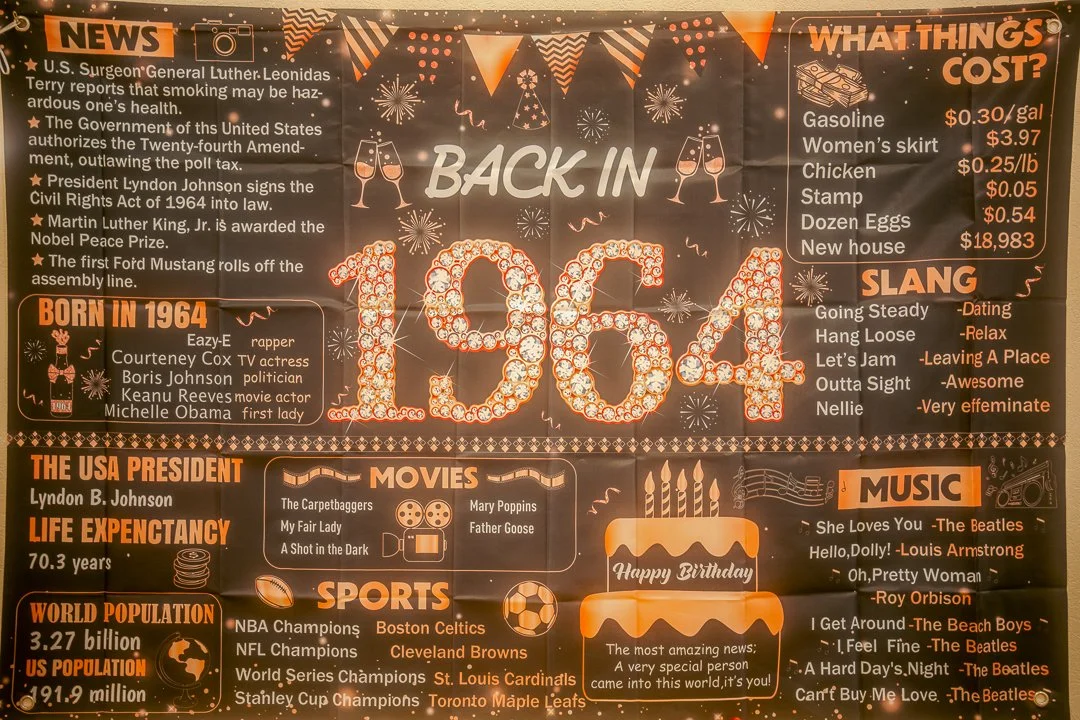 NEWS
U.S. Surgeon General Luther Leonidas
Terry reports that smoking may be haz-
ardous one's health.
The Government of ths United States
authorizes the Twenty-fourth Amend-
ment, outlawing the poll tax.
President Lyndon Johnson signs the
Civil Rights Act of 1964 into law.
Martin Luther King, Jr. is awarded the
Nobel Peace Prize.
The first Ford Mustang rolls off the
assembly line.
BORN IN 1964
Eazy-E rapper
Courteney Cox TV actress
Boris Johnson politician
Keanu Reeves movie actor
Michelle Obama first lady
BACK IN
1964
WHAT THINGS
COST?
Gasoline $0.30/gal
Women's skirt $3.97
Chicken $0.25/lb
Stamp $0.05
Dozen Eggs $0.54
New house $18,983
SLANG
Going Steady -Dating
Hang Loose -Relax
Let's Jam -Leaving A Place
Outta Sight -Awesome
Nellie -Very effeminate
THE USA PRESIDENT
Lyndon B. Johnson
LIFE EXPENCTANCY
70.3 years
WORLD POPULATION
3.27 billion
US POPULATION
191.9 million
MOVIES
The Carpetbaggers Mary Poppins
My Fair Lady Father Goose
A Shot in the Dark
SPORTS
NBA Champions Boston Celtics
NFL Champions Cleveland Browns
World Series Champions St. Louis Cardinals
Stanley Cup Champions Toronto Maple Leafs
Happy Birthday
The most amazing news;
A very special person
came into this world,it's you!
MUSIC
She Loves You -The Beatles
Hello,Dolly! -Louis Armstrong
Oh,Pretty Woman
-Roy Orbison
I Get Around -The Beach Boys
I Feel Fine -The Beatles
A Hard Day's Night -The Beatles
Can't Buy Me Love -The Beatles